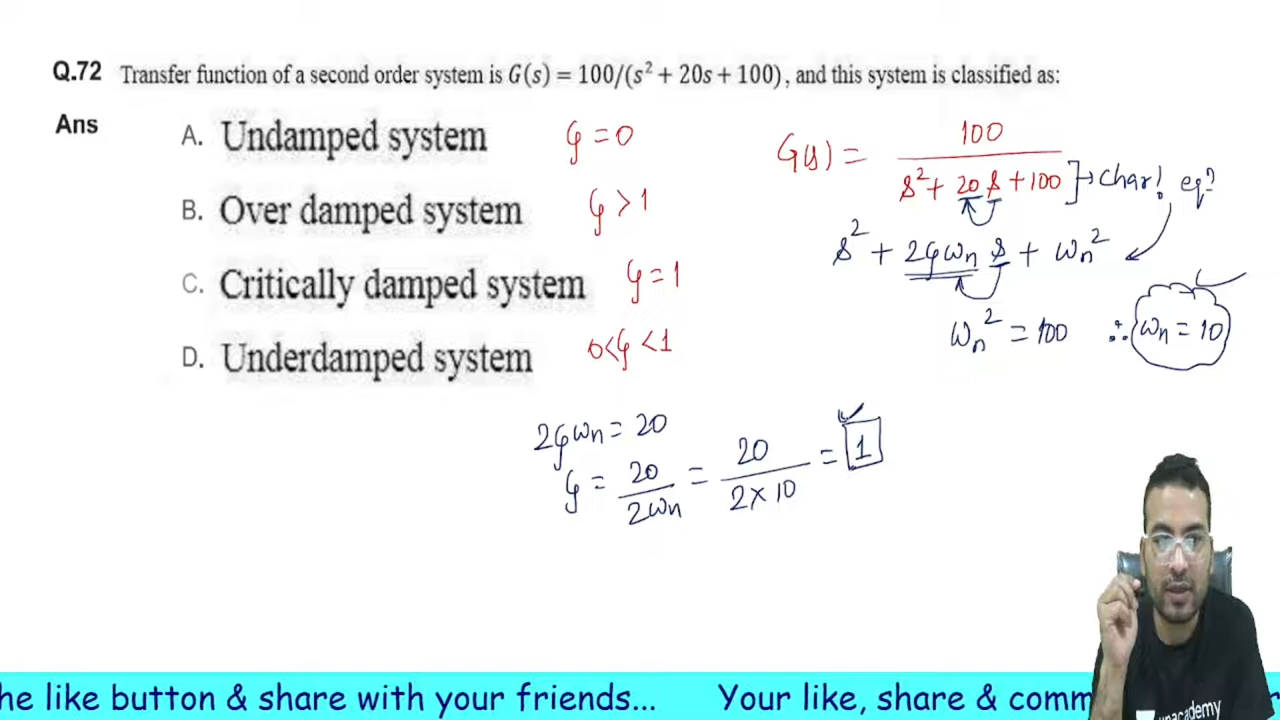 Q.72 Transfer function of a second order system is G(s) = 100/(s² + 20s + 100), and this system is classified as:
Ans
A. Undamped system ζ = 0
B. Over damped system ζ > 1
C. Critically damped system ζ = 1
D. Underdamped system 0<ζ<1
G(s) = 100 / (s² + 20 s + 100) ] → Char! eqⁿ
s² + 2ζωn s + ωn²
ωn² = 100 ∴ ωn = 10
2ζωn = 20
ζ = 20/2ωn = 20/2×10 = 1
he like button & share with your friends... Your like, share & comm
unacademy